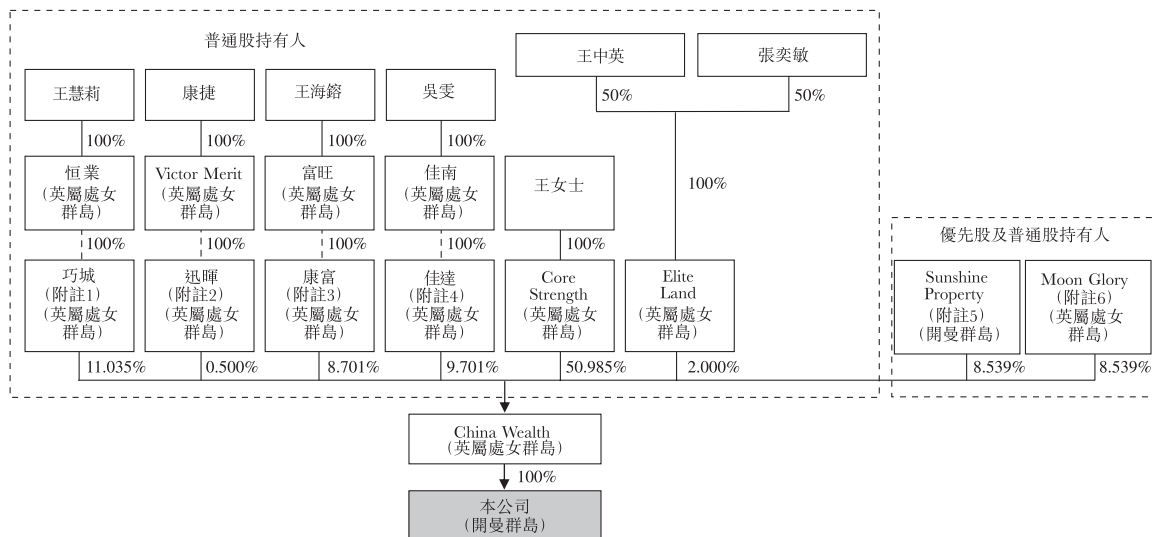 普通股持有人
王中英
張奕敏
王慧莉
康捷
王海鎔
吳雯
50%
50%
100%
100%
100%
100%
恒業
(英屬處女
群島)
Victor Merit
(英屬處女
群島)
富旺
(英屬處女
群島)
佳南
(英屬處女
群島)
王女士
100%
100%
100%
100%
100%
100%
優先股及普通股持有人
巧城
(附註1)
(英屬處女
群島)
迅暉
(附註2)
(英屬處女
群島)
康富
(附註3)
(英屬處女
群島)
佳達
(附註4)
(英屬處女
群島)
Core
Strength
(英屬處女
群島)
Elite
Land
(英屬處女
群島)
Sunshine
Property
(附註5)
(開曼群島)
Moon Glory
(附註6)
(英屬處女
群島)
11.035%
0.500%
8.701%
9.701%
50.985%
2.000%
8.539%
8.539%
China Wealth
(英屬處女群島)
100%
本公司
(開曼群島)